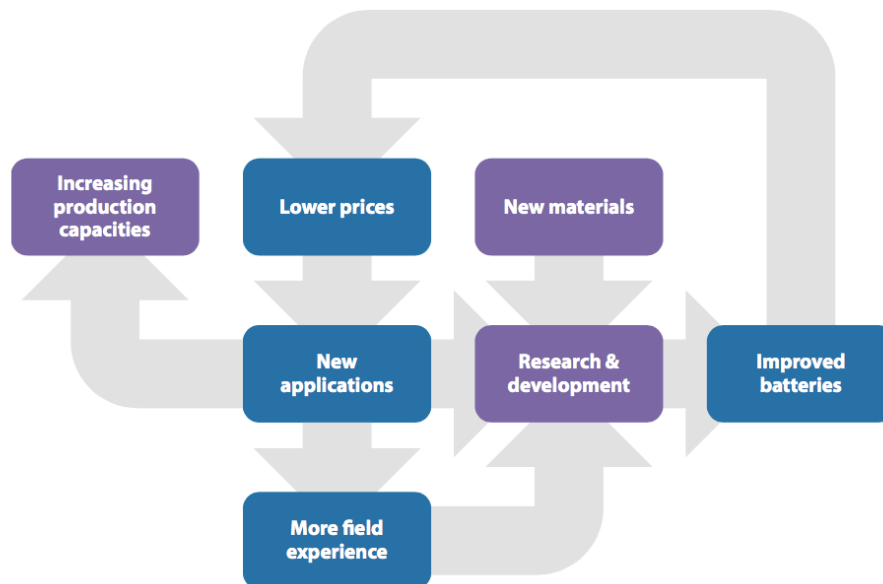 Increasing
production
capacities
Lower prices
New materials
New
applications
Research &
development
Improved
batteries
More field
experience